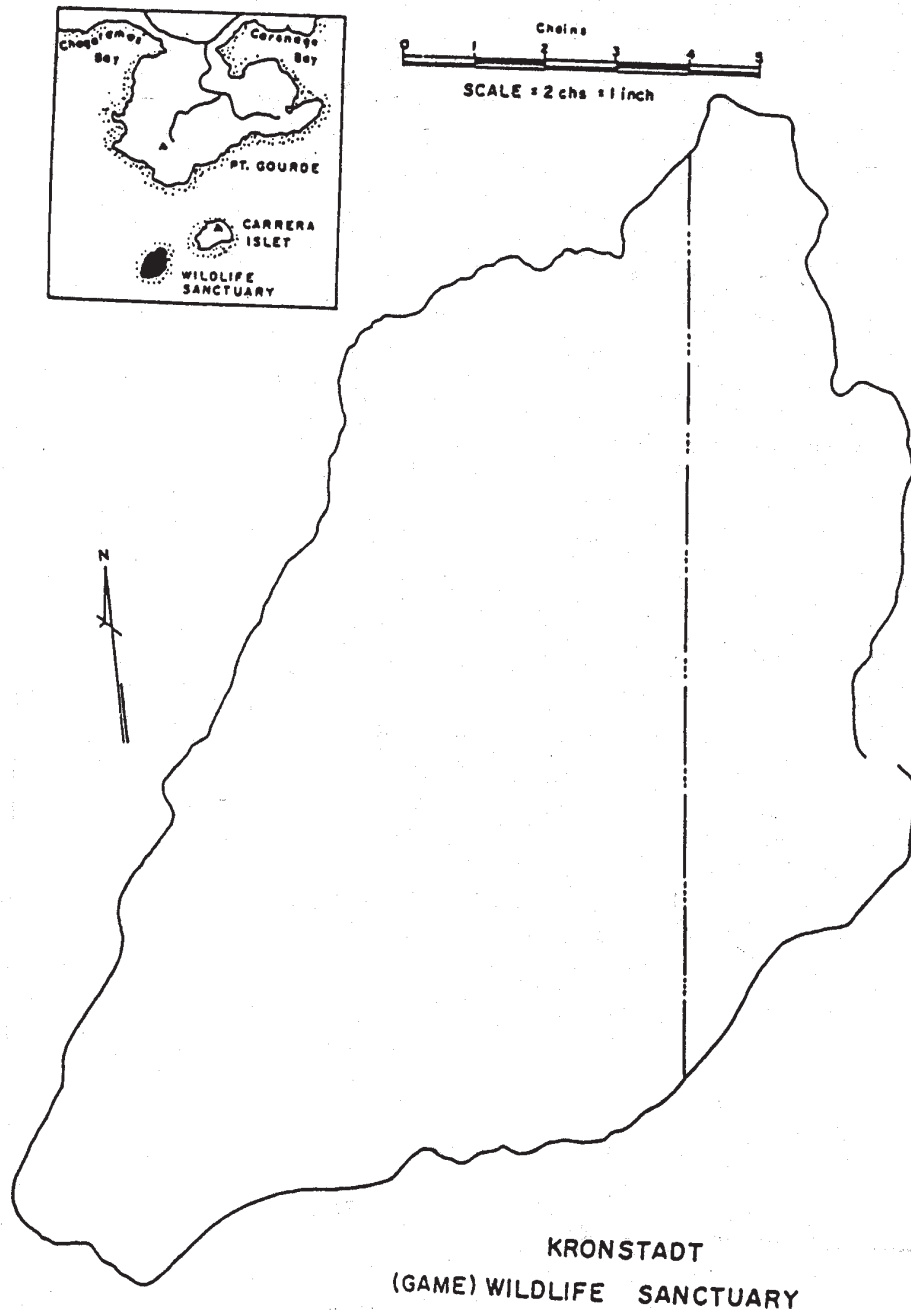 Chagaramas
Bay
Carenage
Bay
PT. GOURDE
CARRERA
ISLET
WILDLIFE
SANCTUARY
Chains
0 1 2 3 4 5
SCALE = 2 chs = 1 inch
N
KRONSTADT
(GAME) WILDLIFE SANCTUARY